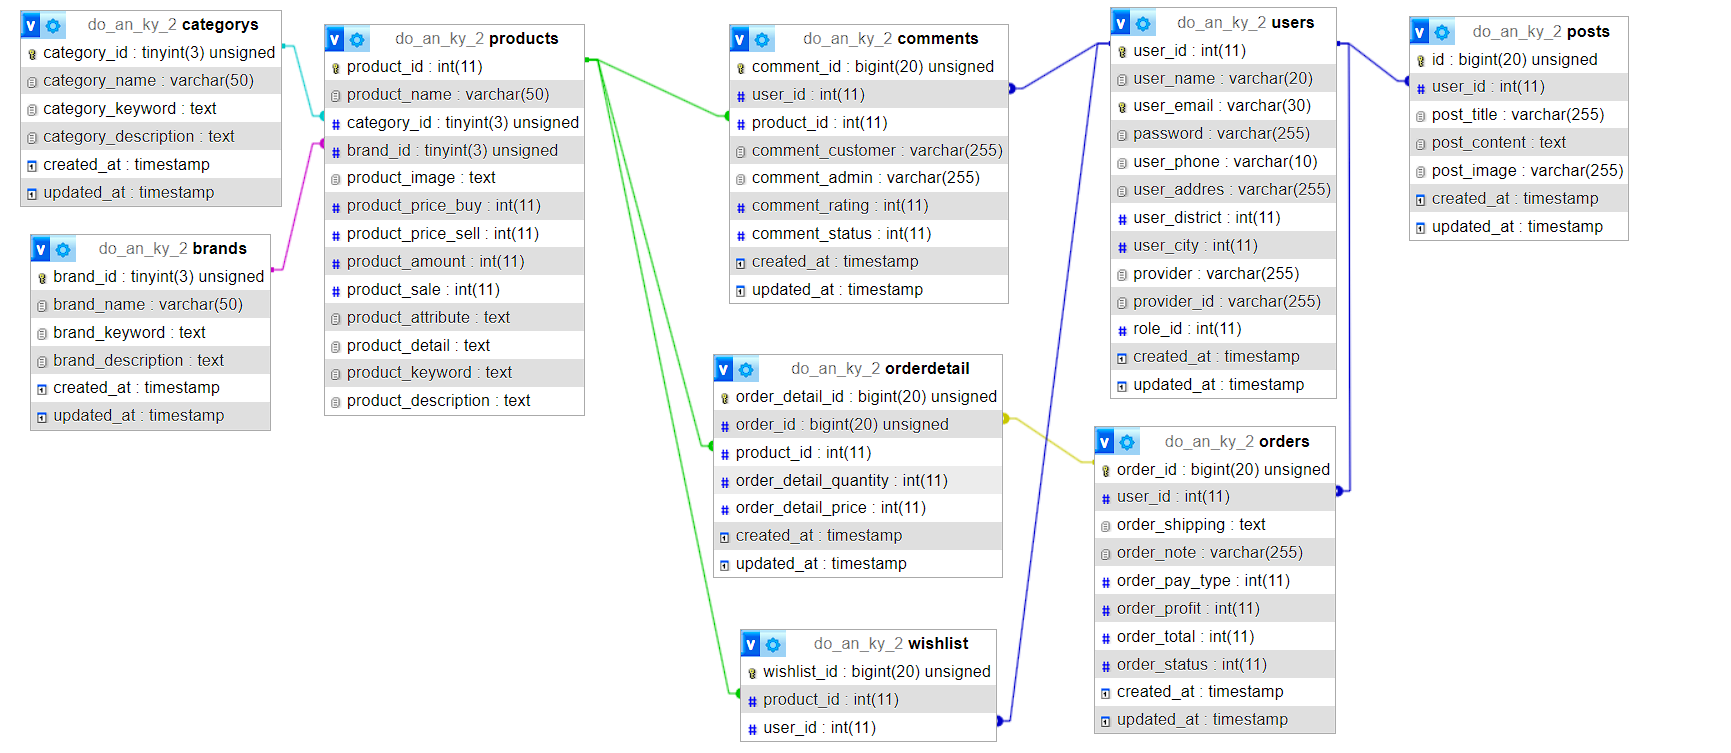 v do_an_ky_2 categorys
category_id : tinyint(3) unsigned
category_name : varchar(50)
category_keyword : text
category_description : text
created_at : timestamp
updated_at : timestamp
v do_an_ky_2 brands
brand_id : tinyint(3) unsigned
brand_name : varchar(50)
brand_keyword : text
brand_description : text
created_at : timestamp
updated_at : timestamp
v do_an_ky_2 products
product_id : int(11)
product_name : varchar(50)
# category_id : tinyint(3) unsigned
# brand_id : tinyint(3) unsigned
product_image : text
# product_price_buy : int(11)
# product_price_sell : int(11)
# product_amount : int(11)
# product_sale : int(11)
product_attribute : text
product_detail : text
product_keyword : text
product_description : text
v do_an_ky_2 comments
comment_id : bigint(20) unsigned
# user_id : int(11)
# product_id : int(11)
comment_customer : varchar(255)
comment_admin : varchar(255)
# comment_rating : int(11)
# comment_status : int(11)
created_at : timestamp
updated_at : timestamp
v do_an_ky_2 orderdetail
order_detail_id : bigint(20) unsigned
# order_id : bigint(20) unsigned
# product_id : int(11)
# order_detail_quantity : int(11)
# order_detail_price : int(11)
created_at : timestamp
updated_at : timestamp
v do_an_ky_2 wishlist
wishlist_id : bigint(20) unsigned
# product_id : int(11)
# user_id : int(11)
v do_an_ky_2 users
user_id : int(11)
user_name : varchar(20)
user_email : varchar(30)
password : varchar(255)
user_phone : varchar(10)
user_addres : varchar(255)
# user_district : int(11)
# user_city : int(11)
provider : varchar(255)
provider_id : varchar(255)
# role_id : int(11)
created_at : timestamp
updated_at : timestamp
v do_an_ky_2 orders
order_id : bigint(20) unsigned
# user_id : int(11)
order_shipping : text
order_note : varchar(255)
# order_pay_type : int(11)
# order_profit : int(11)
# order_total : int(11)
# order_status : int(11)
created_at : timestamp
updated_at : timestamp
v do_an_ky_2 posts
id : bigint(20) unsigned
# user_id : int(11)
post_title : varchar(255)
post_content : text
post_image : varchar(255)
created_at : timestamp
updated_at : timestamp